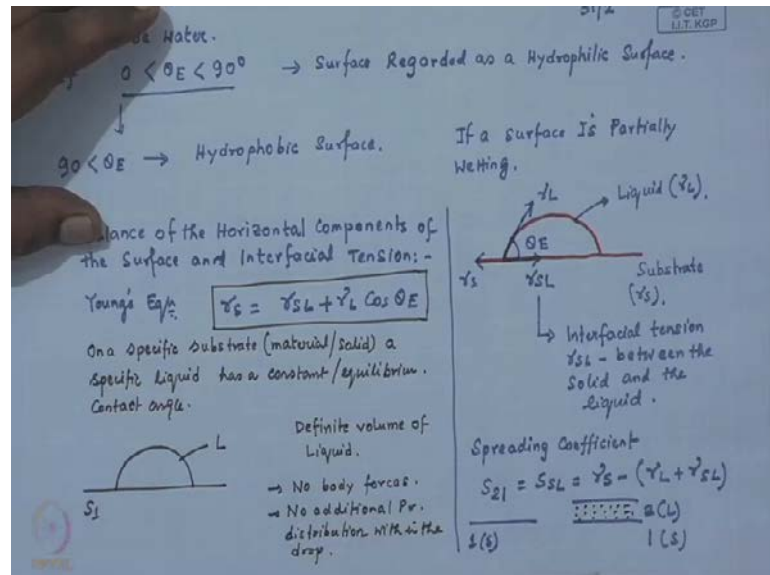 © CET
I.I.T. KGP
Water.
0 < θE < 90° → Surface Regarded as a Hydrophilic Surface.
90 < θE → Hydrophobic Surface.
lance of the Horizontal Components of
the Surface and Interfacial Tension:-
Young's Eqn γS = γSL + γL Cos θE
On a specific substrate (material/solid) a
specific liquid has a constant/equilibrium.
Contact angle.
L
S1
Definite volume of
Liquid.
→ No body forces.
→ No additional Pr.
distribution with in the
drop.
If a surface Is Partially
Wetting.
γL
Liquid (γL).
θE
γS
γSL
Substrate
(γS).
Interfacial tension
γSL - between the
Solid and the
liquid.
Spreading Coefficient
S21 = SSL = γS - (γL + γSL)
1(S)
2(L)
1(S)